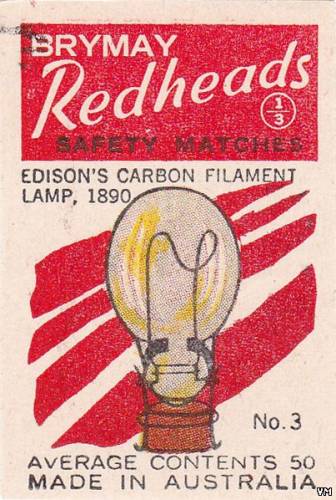 BRYMAY
Redheads
1/3
SAFETY MATCHES
EDISON'S CARBON FILAMENT
LAMP, 1890
No. 3
AVERAGE CONTENTS 50
MADE IN AUSTRALIA
VM